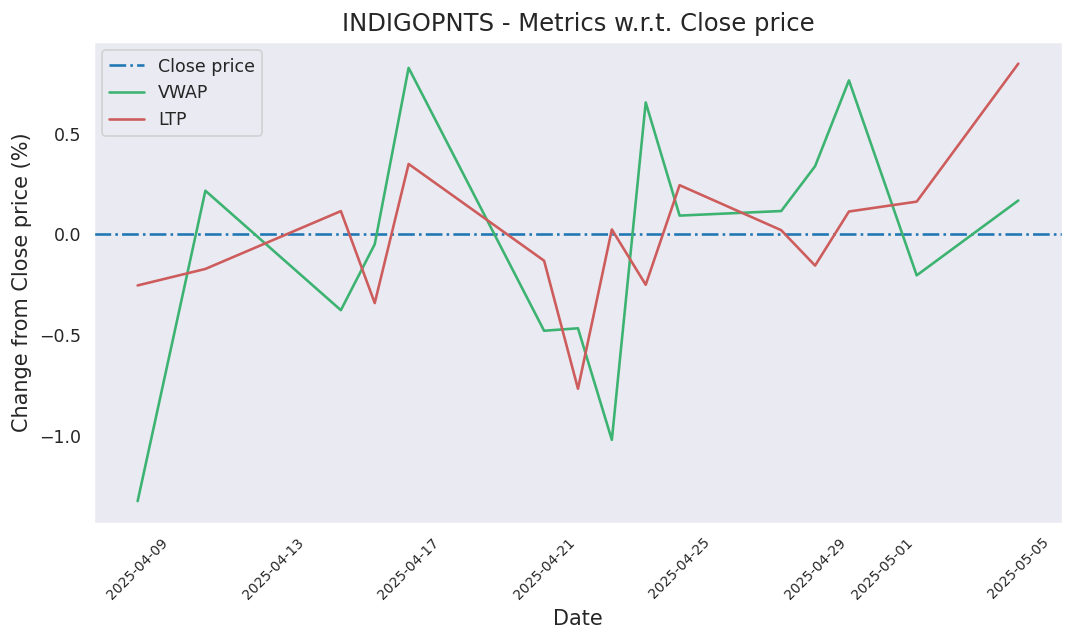 INDIGOPNTS - Metrics w.r.t. Close price
Close price
VWAP
LTP
Change from Close price (%)
0.5
0.0
−0.5
−1.0
2025-04-09
2025-04-13
2025-04-17
2025-04-21
2025-04-25
2025-04-29
2025-05-01
2025-05-05
Date